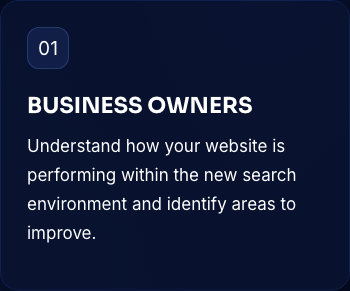 01
BUSINESS OWNERS
Understand how your website is
performing within the new search
environment and identify areas to
improve.